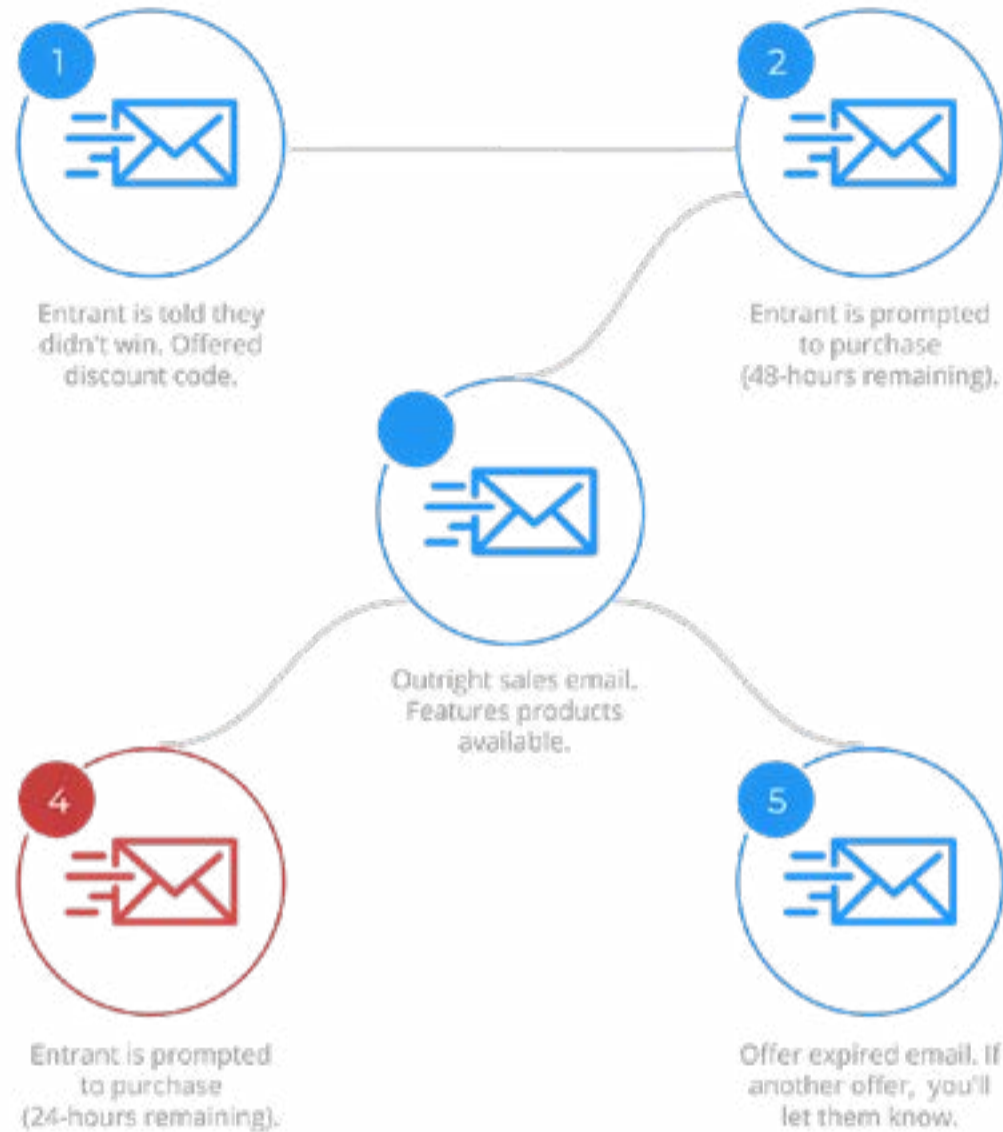 1
2
Entrant is told they
didn't win. Offered
discount code.
Entrant is prompted
to purchase
(48-hours remaining).
Outright sales email.
Features products
available.
4
5
Entrant is prompted
to purchase
(24-hours remaining).
Offer expired email. If
another offer, you'll
let them know.